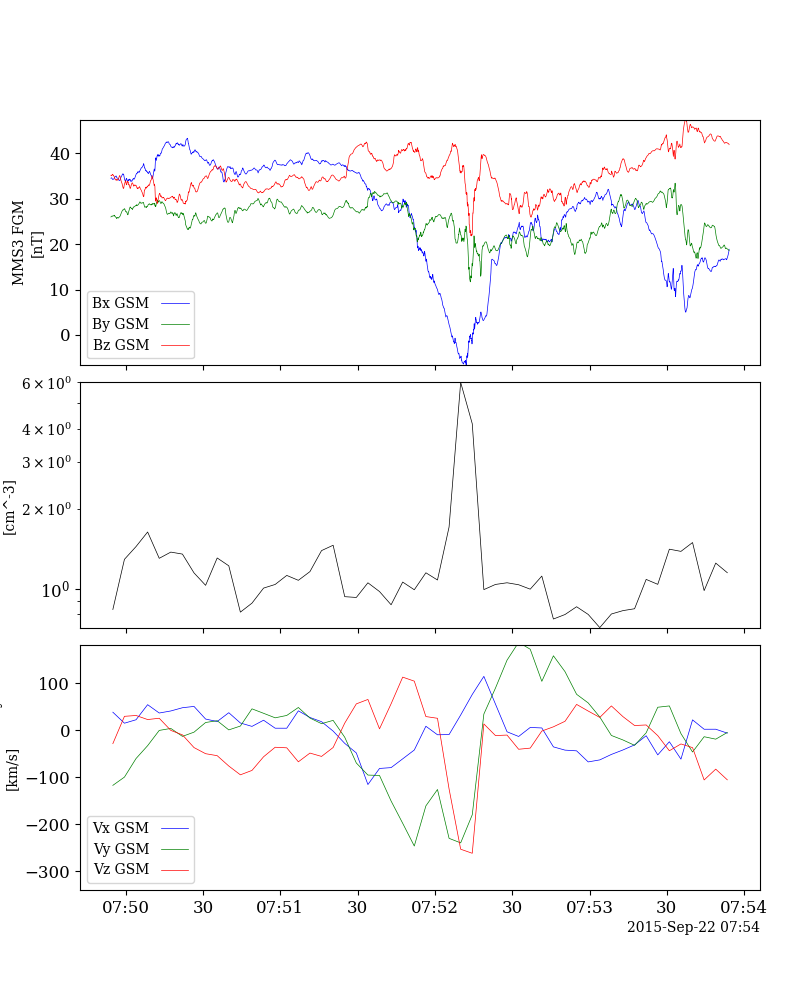 MMS3 FGM
[nT]
40
30
20
10
0
Bx GSM
By GSM
Bz GSM
[cm^-3]
6 × 10⁰
4 × 10⁰
3 × 10⁰
2 × 10⁰
10⁰
[km/s]
100
0
−100
−200
−300
Vx GSM
Vy GSM
Vz GSM
07:50 30 07:51 30 07:52 30 07:53 30 07:54
2015-Sep-22 07:54